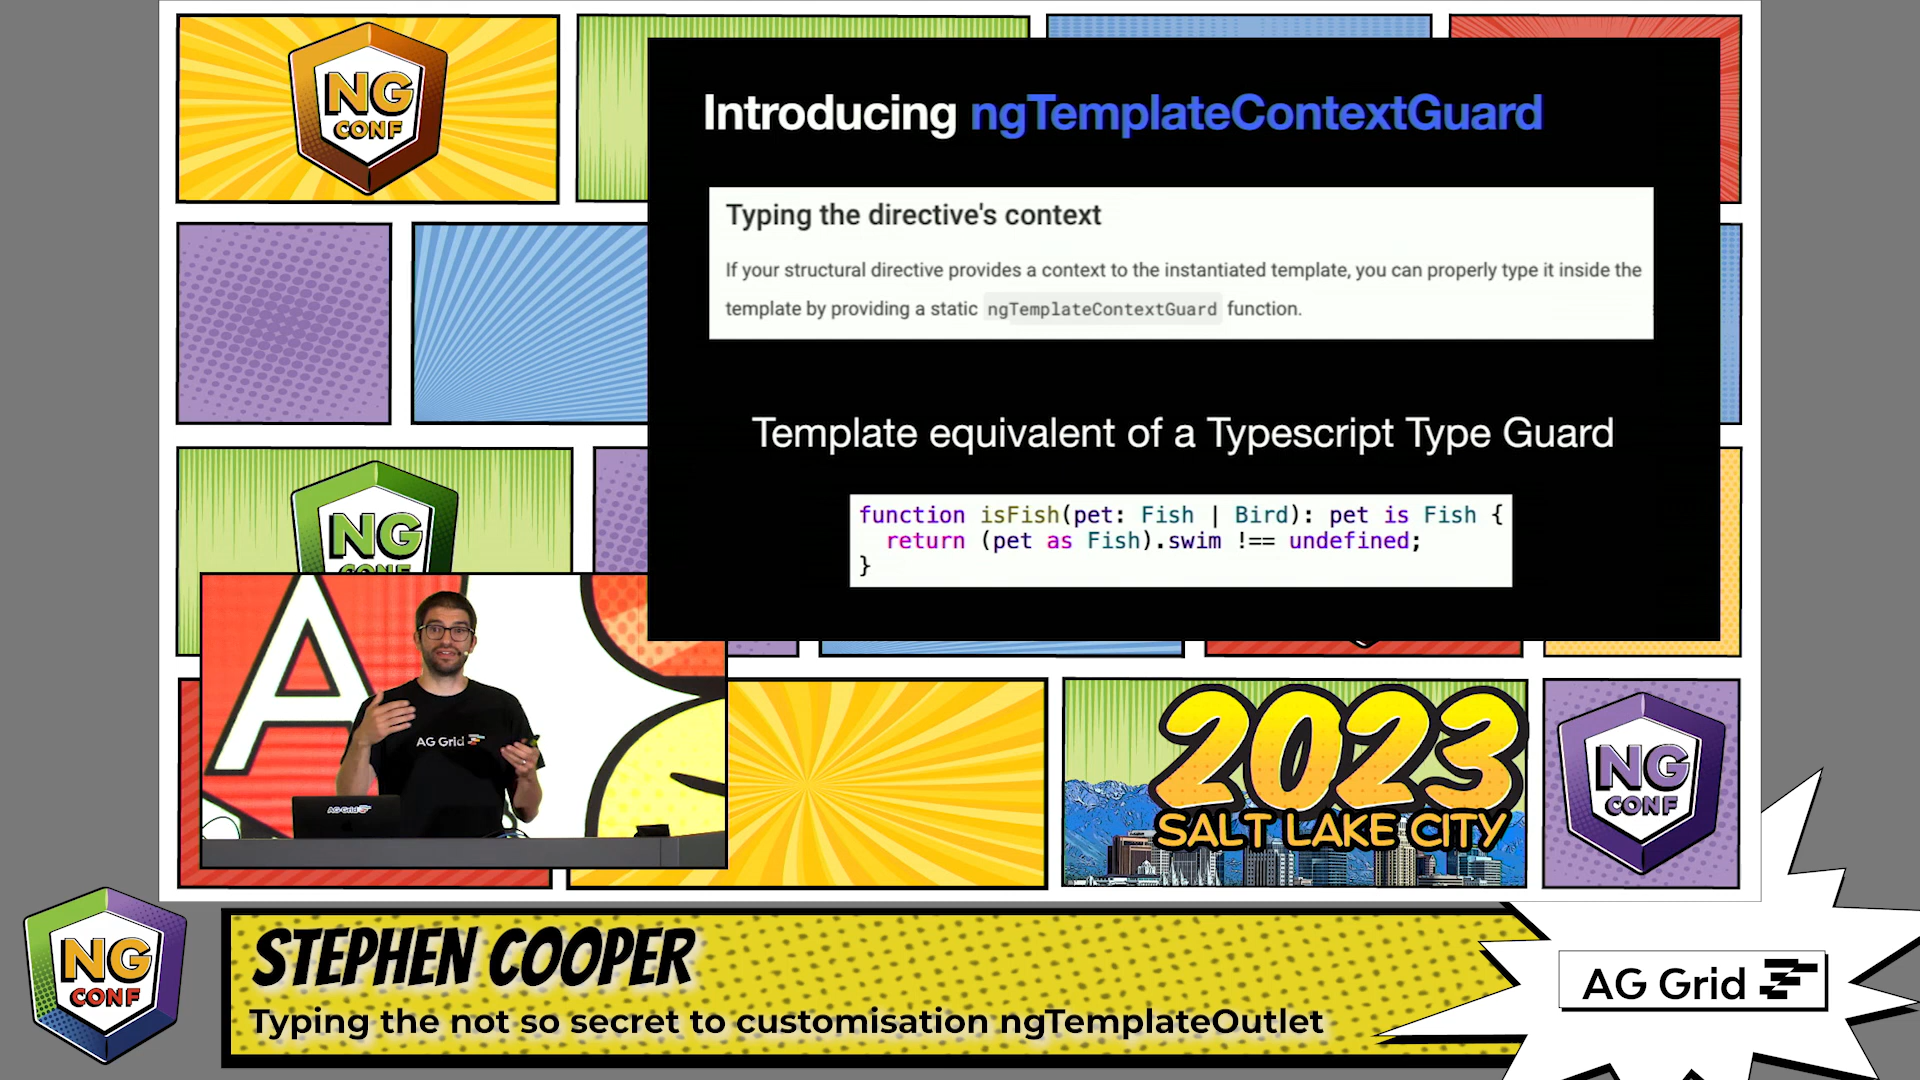 NG
CONF
Introducing ngTemplateContextGuard
Typing the directive's context
If your structural directive provides a context to the instantiated template, you can properly type it inside the
template by providing a static ngTemplateContextGuard function.
Template equivalent of a Typescript Type Guard
function isFish(pet: Fish | Bird): pet is Fish {
return (pet as Fish).swim !== undefined;
}
NG
CONF
A
AG Grid
AG Grid
2023
SALT LAKE CITY
NG
CONF
NG
CONF
STEPHEN COOPER
Typing the not so secret to customisation ngTemplateOutlet
AG Grid